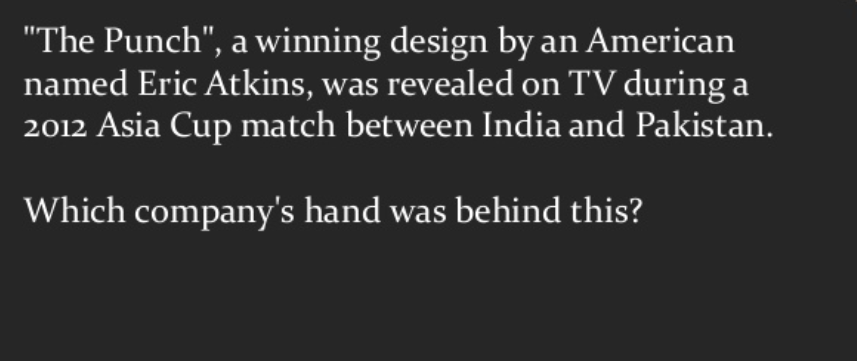 "The Punch", a winning design by an American
named Eric Atkins, was revealed on TV during a
2012 Asia Cup match between India and Pakistan.
Which company's hand was behind this?